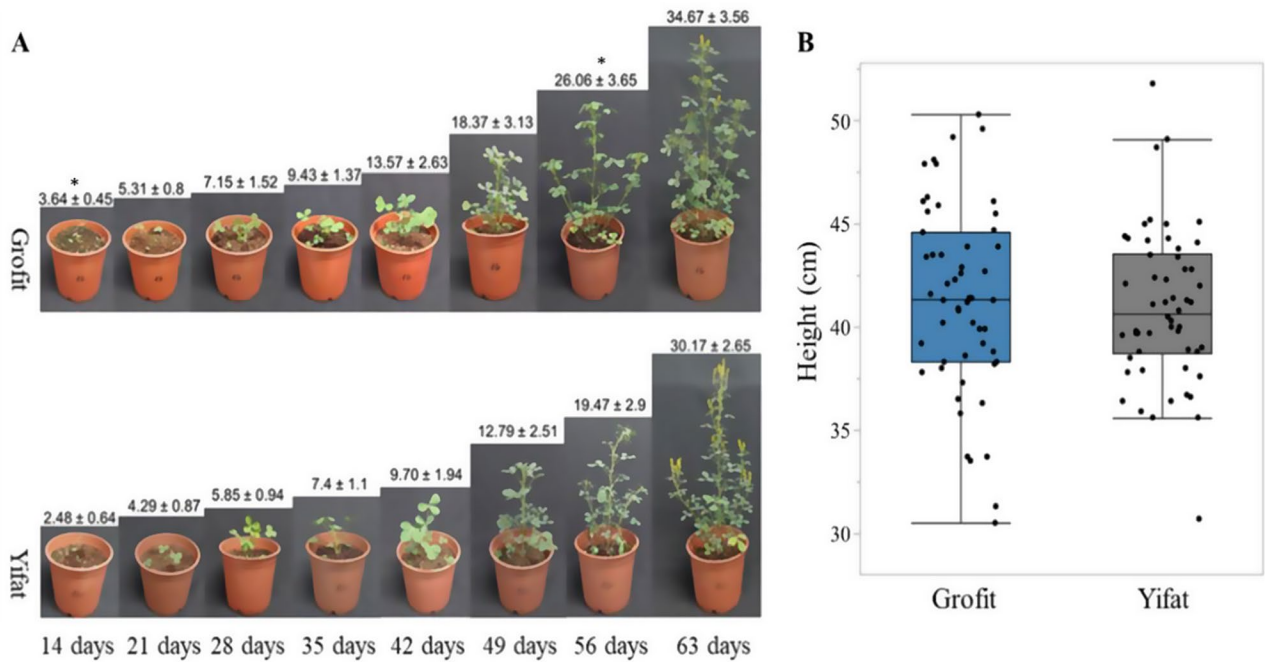 A
*
3.64 ± 0.45
5.31 ± 0.8
7.15 ± 1.52
9.43 ± 1.37
13.57 ± 2.63
18.37 ± 3.13
*
26.06 ± 3.65
34.67 ± 3.56
Grofit
2.48 ± 0.64
4.29 ± 0.87
5.85 ± 0.94
7.4 ± 1.1
9.70 ± 1.94
12.79 ± 2.51
19.47 ± 2.9
30.17 ± 2.65
Yifat
14 days 21 days 28 days 35 days 42 days 49 days 56 days 63 days
B
Height (cm)
50
45
40
35
30
Grofit Yifat